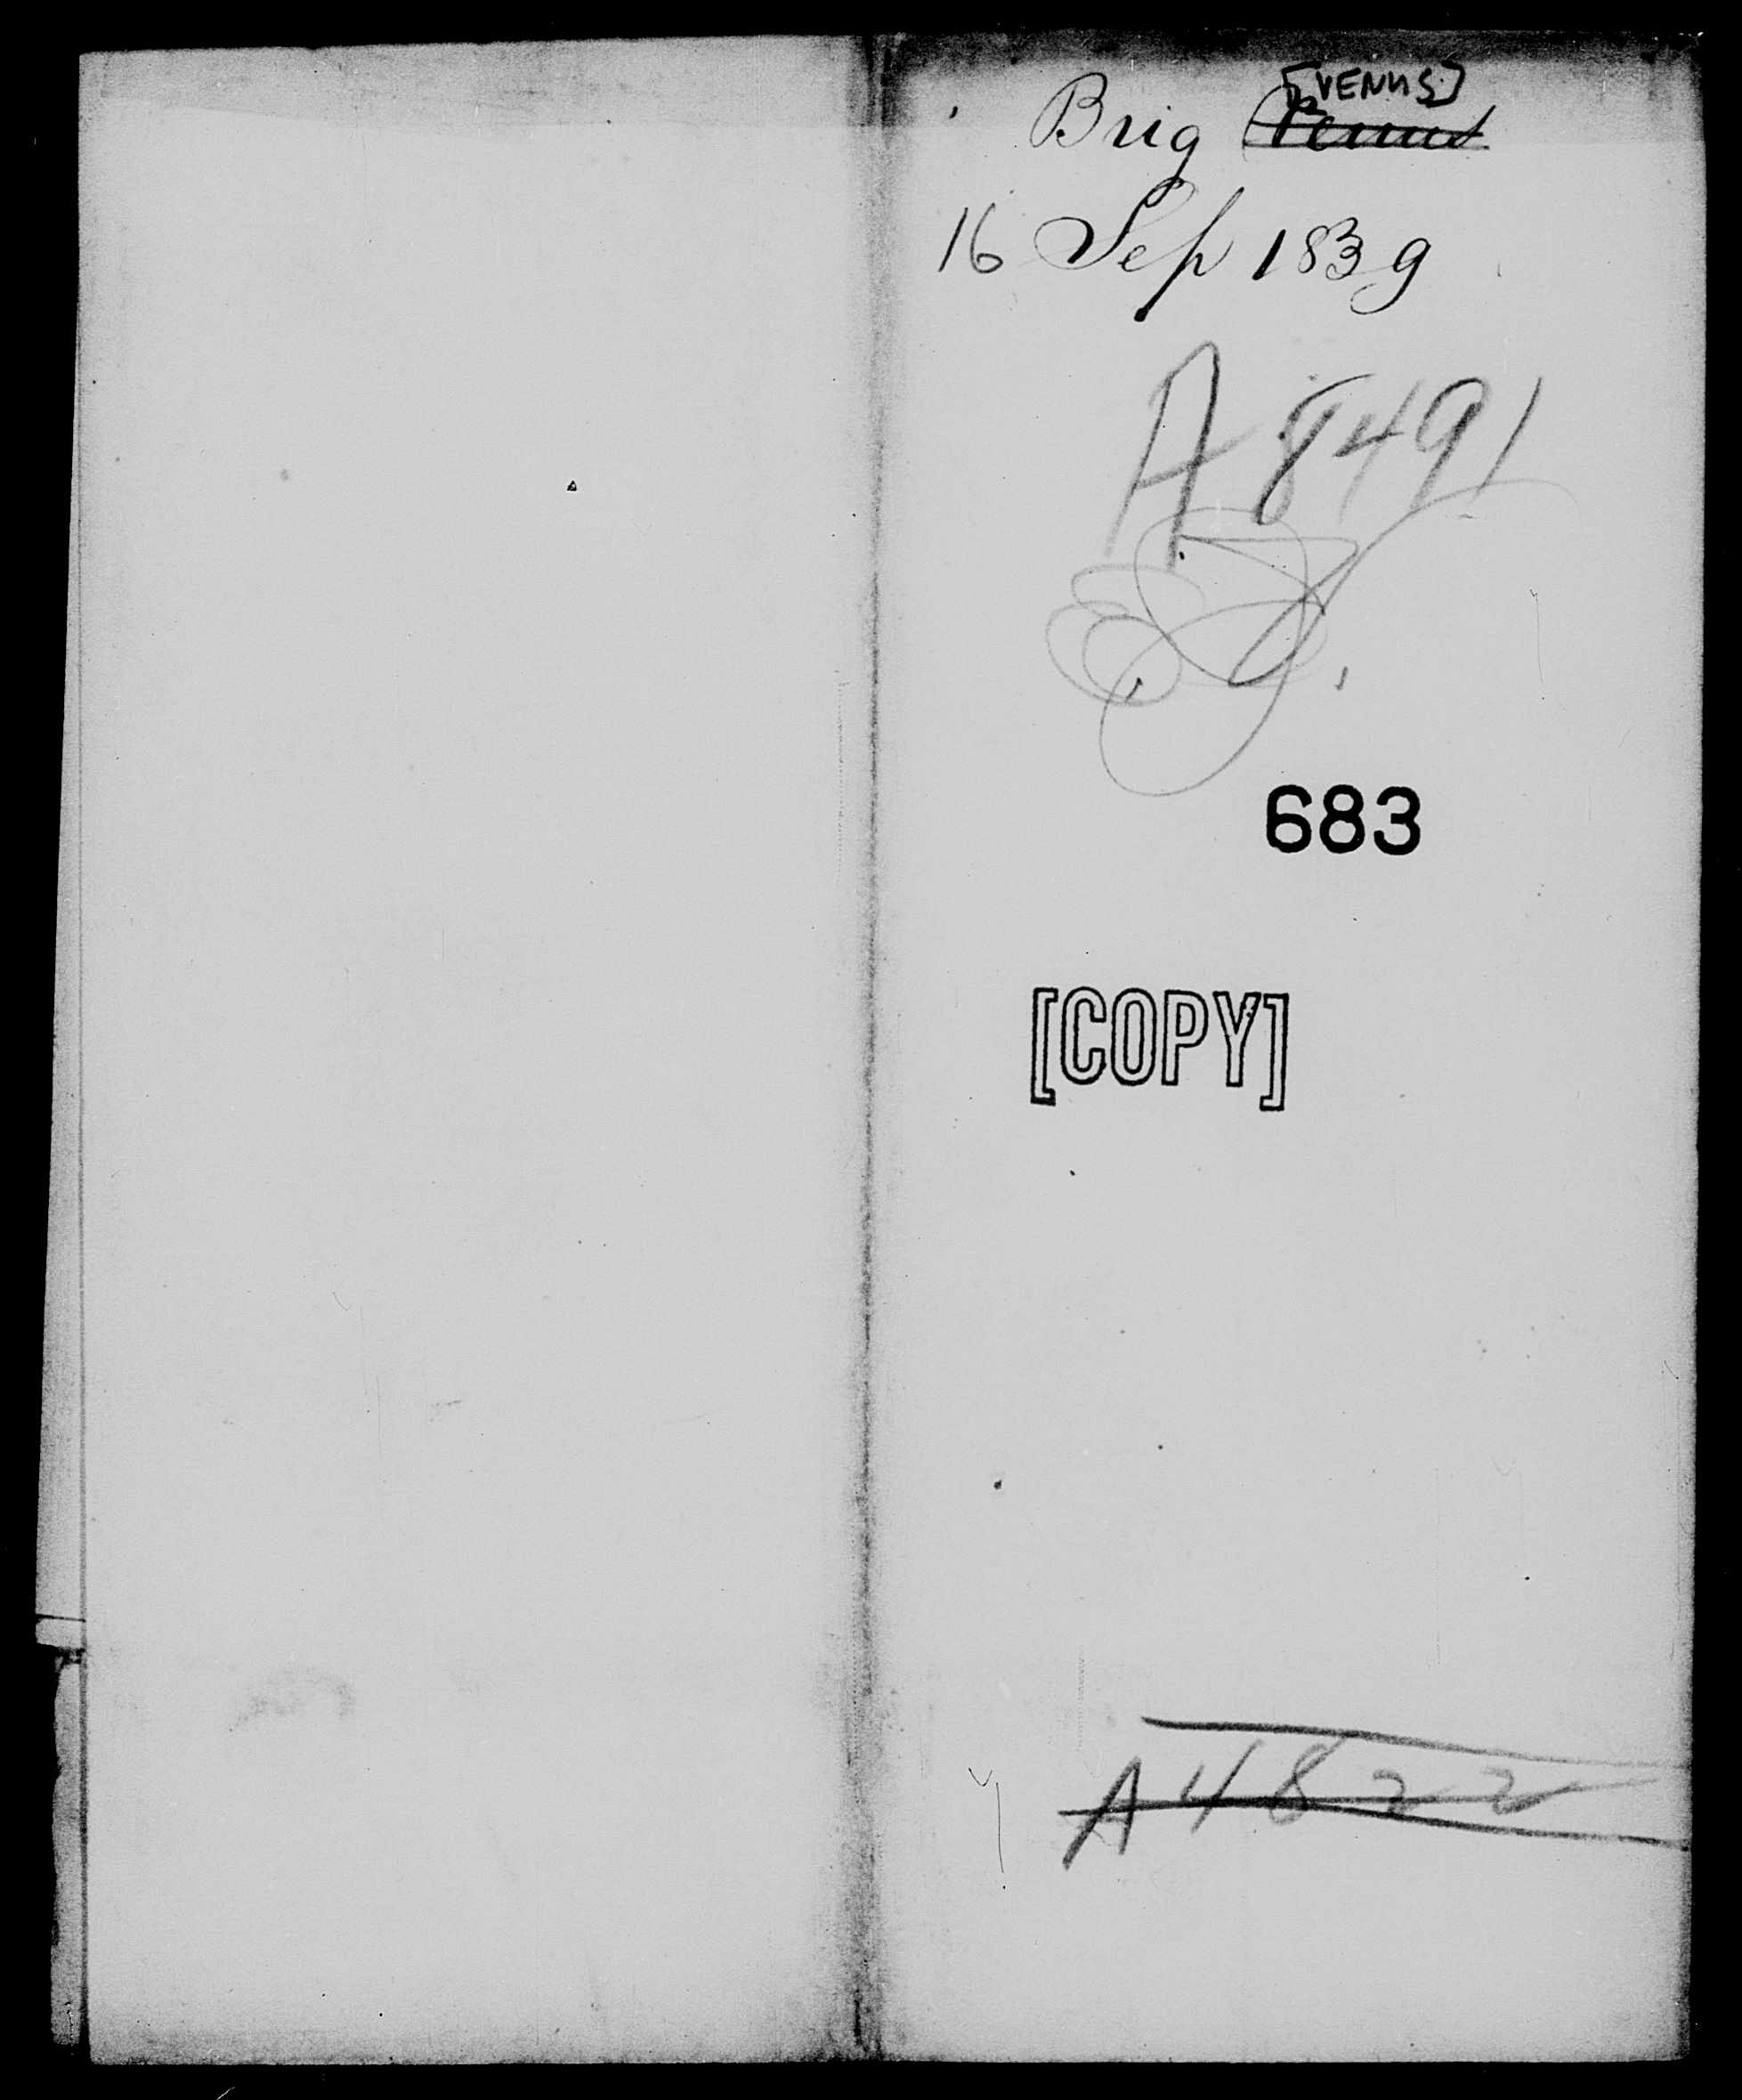 [VENUS]
Brig
16 Sep 1839
A 8491
683
[COPY]
A 4822